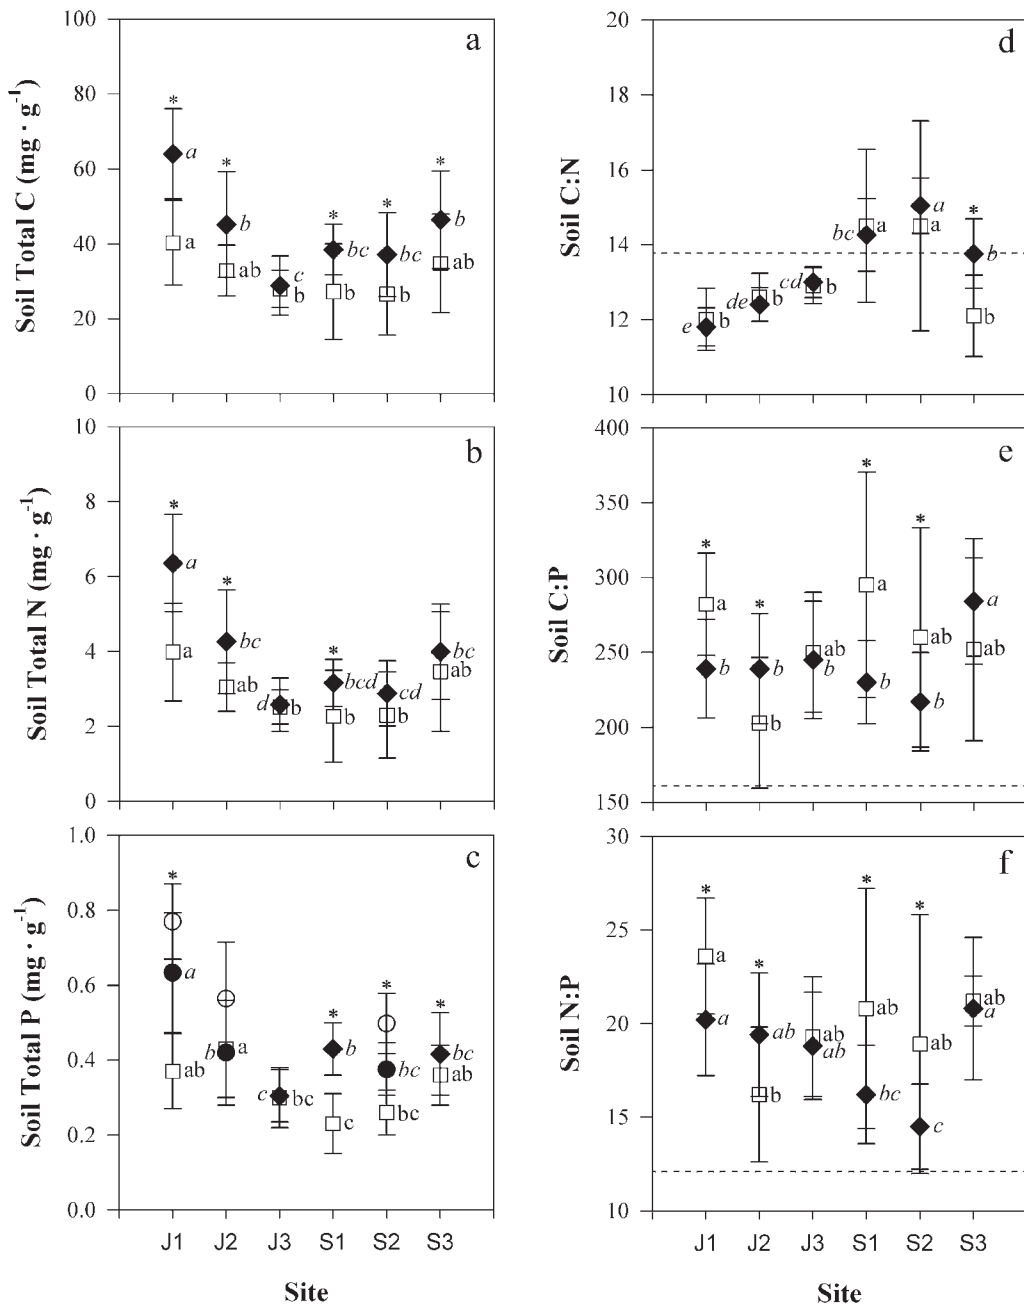 a
Soil Total C (mg · g-1)
100
80
60
40
20
0
* * * * *
a b c bc bc b
a ab b b b ab
d
Soil C:N
20
18
16
14
12
10
*
e de cd bc a b
b b b a a b
b
Soil Total N (mg · g-1)
10
8
6
4
2
0
* * *
a bc d bcd cd bc
a ab b b b ab
e
Soil C:P
400
350
300
250
200
150
* * * *
b b b b b a
a b ab a ab ab
c
Soil Total P (mg · g-1)
1.0
0.8
0.6
0.4
0.2
0.0
* * * *
a b c b bc bc
ab a bc c bc ab
J1 J2 J3 S1 S2 S3
Site
f
Soil N:P
30
25
20
15
10
* * * *
a ab ab bc c a
a b ab ab ab ab
J1 J2 J3 S1 S2 S3
Site